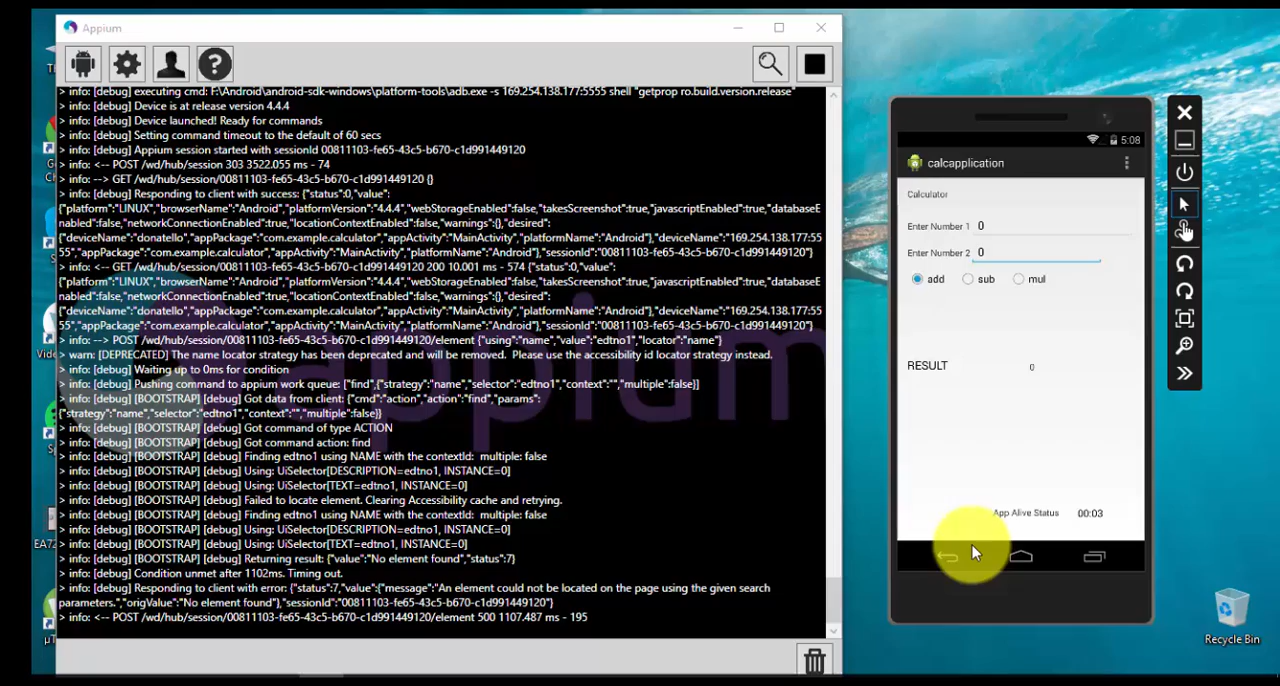 Appium
> info: [debug] executing cmd: F:\Android\android-sdk-windows\platform-tools\adb.exe -s 169.254.138.177:5555 shell "getprop ro.build.version.release"
> info: [debug] Device is at release version 4.4.4
> info: [debug] Device launched! Ready for commands
> info: [debug] Setting command timeout to the default of 60 secs
> info: [debug] Appium session started with sessionId 00811103-fe65-43c5-b670-c1d991449120
> info: <-- POST /wd/hub/session 303 3522.055 ms - 74
> info: --> GET /wd/hub/session/00811103-fe65-43c5-b670-c1d991449120 {}
> info: [debug] Responding to client with success: {"status":0,"value":
{"platform":"LINUX","browserName":"Android","platformVersion":"4.4.4","webStorageEnabled":false,"takesScreenshot":true,"javascriptEnabled":true,"databaseE
nabled":false,"networkConnectionEnabled":true,"locationContextEnabled":false,"warnings":{},"desired":
{"deviceName":"donatello","appPackage":"com.example.calculator","appActivity":"MainActivity","platformName":"Android"},"deviceName":"169.254.138.177:55
55","appPackage":"com.example.calculator","appActivity":"MainActivity"},"sessionId":"00811103-fe65-43c5-b670-c1d991449120"}
> info: <-- GET /wd/hub/session/00811103-fe65-43c5-b670-c1d991449120 200 10.001 ms - 574 {"status":0,"value":
{"platform":"LINUX","browserName":"Android","platformVersion":"4.4.4","webStorageEnabled":false,"takesScreenshot":true,"javascriptEnabled":true,"databaseE
nabled":false,"networkConnectionEnabled":true,"locationContextEnabled":false,"warnings":{},"desired":
{"deviceName":"donatello","appPackage":"com.example.calculator","appActivity":"MainActivity","platformName":"Android"},"deviceName":"169.254.138.177:55
55","appPackage":"com.example.calculator","appActivity":"MainActivity"},"sessionId":"00811103-fe65-43c5-b670-c1d991449120"}
> info: --> POST /wd/hub/session/00811103-fe65-43c5-b670-c1d991449120/element {"using":"name","value":"edtno1","locator":"name"}
> warn: [DEPRECATED] The name locator strategy has been deprecated and will be removed.  Please use the accessibility id locator strategy instead.
> info: [debug] Waiting up to 0ms for condition
> info: [debug] Pushing command to appium work queue: ["find",{"strategy":"name","selector":"edtno1","context":"","multiple":false}]
> info: [debug] [BOOTSTRAP] [debug] Got data from client: {"cmd":"action","action":"find","params":
{"strategy":"name","selector":"edtno1","context":"","multiple":false}}
> info: [debug] [BOOTSTRAP] [debug] Got command of type ACTION
> info: [debug] [BOOTSTRAP] [debug] Got command action: find
> info: [debug] [BOOTSTRAP] [debug] Finding edtno1 using NAME with the contextId:  multiple: false
> info: [debug] [BOOTSTRAP] [debug] Using: UiSelector[DESCRIPTION=edtno1, INSTANCE=0]
> info: [debug] [BOOTSTRAP] [debug] Using: UiSelector[TEXT=edtno1, INSTANCE=0]
> info: [debug] [BOOTSTRAP] [debug] Failed to locate element. Clearing Accessibility cache and retrying.
> info: [debug] [BOOTSTRAP] [debug] Finding edtno1 using NAME with the contextId:  multiple: false
> info: [debug] [BOOTSTRAP] [debug] Using: UiSelector[DESCRIPTION=edtno1, INSTANCE=0]
> info: [debug] [BOOTSTRAP] [debug] Using: UiSelector[TEXT=edtno1, INSTANCE=0]
> info: [debug] [BOOTSTRAP] [debug] Returning result: {"value":"No element found","status":7}
> info: [debug] Condition unmet after 1102ms. Timing out.
> info: [debug] Responding to client with error: {"status":7,"value":{"message":"An element could not be located on the page using the given search
parameters.","origValue":"No element found"},"sessionId":"00811103-fe65-43c5-b670-c1d991449120"}
> info: <-- POST /wd/hub/session/00811103-fe65-43c5-b670-c1d991449120/element 500 1107.487 ms - 195
appium
5:08
calcapplication
Calculator
Enter Number 1 0
Enter Number 2 0
add sub mul
RESULT 0
App Alive Status 00:03
Recycle Bin